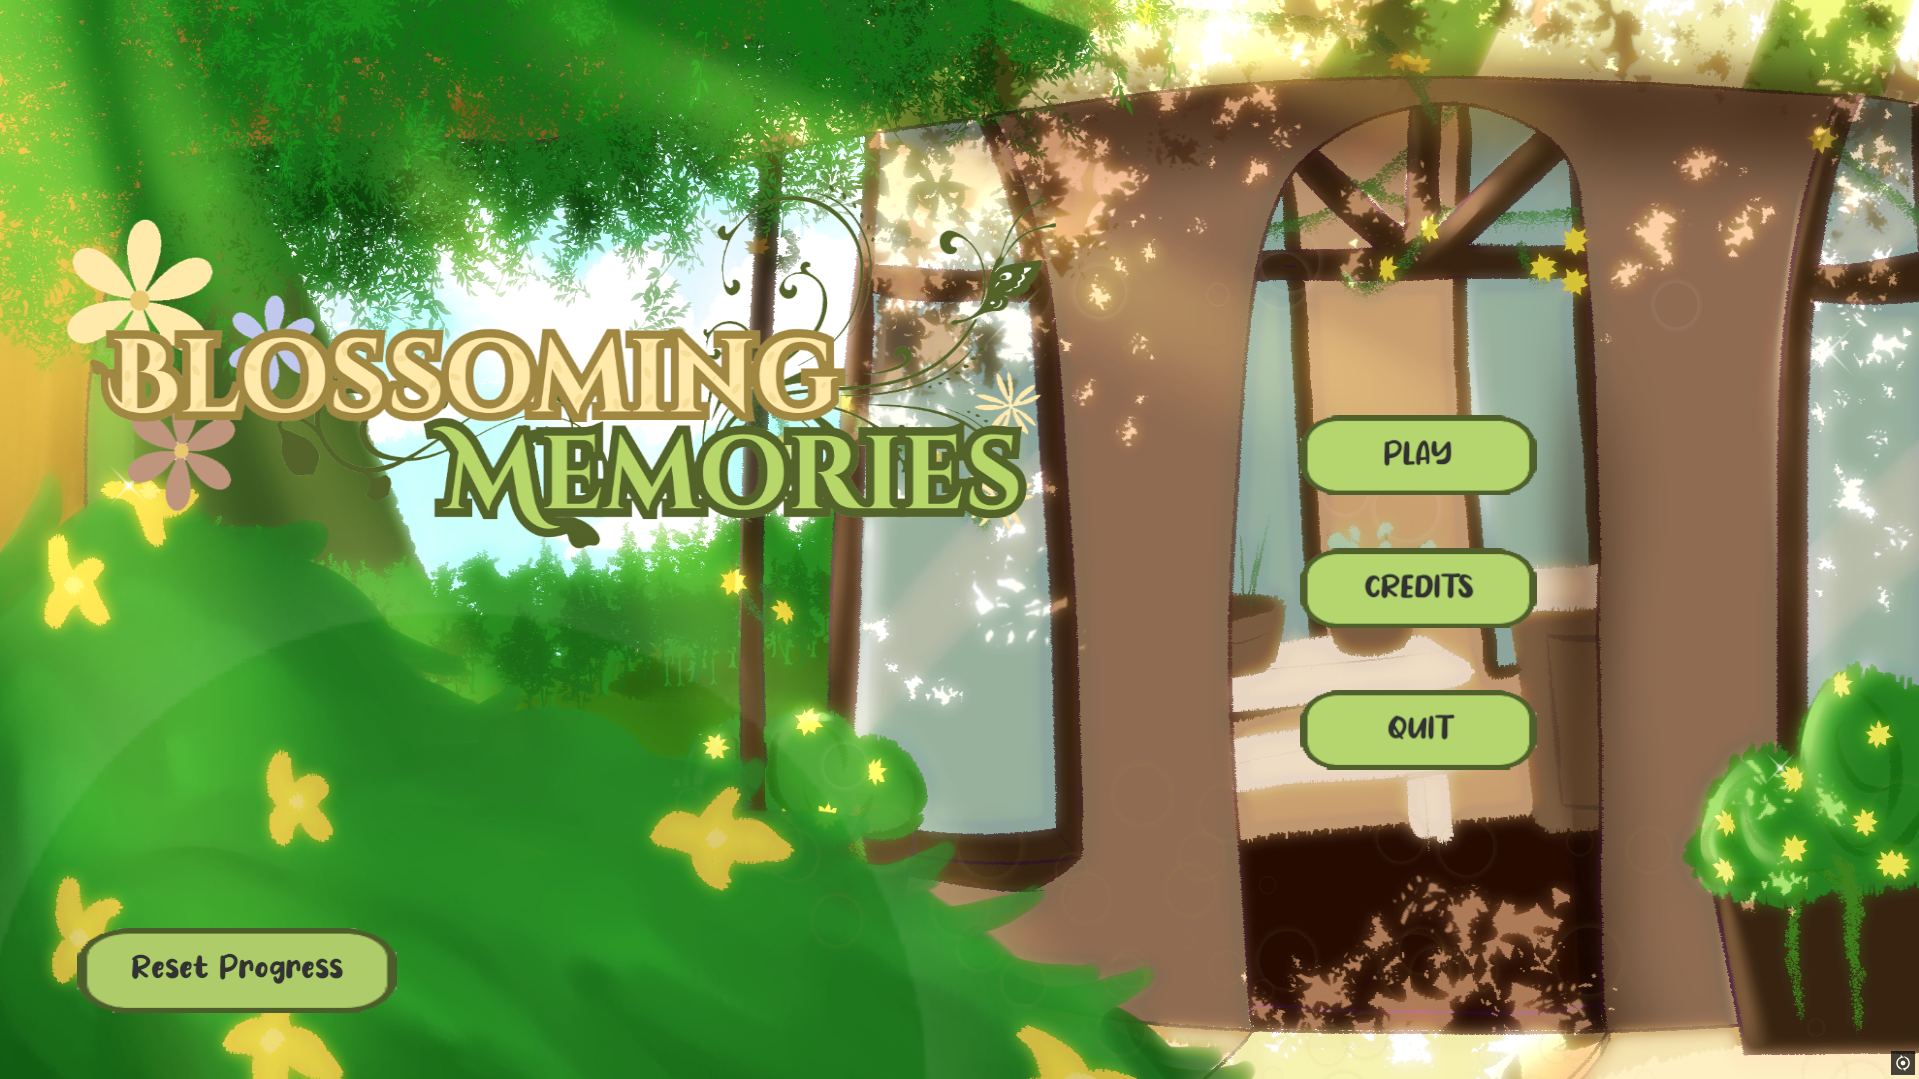 BLOSSOMING
MEMORIES
PLAY
CREDITS
QUIT
Reset Progress